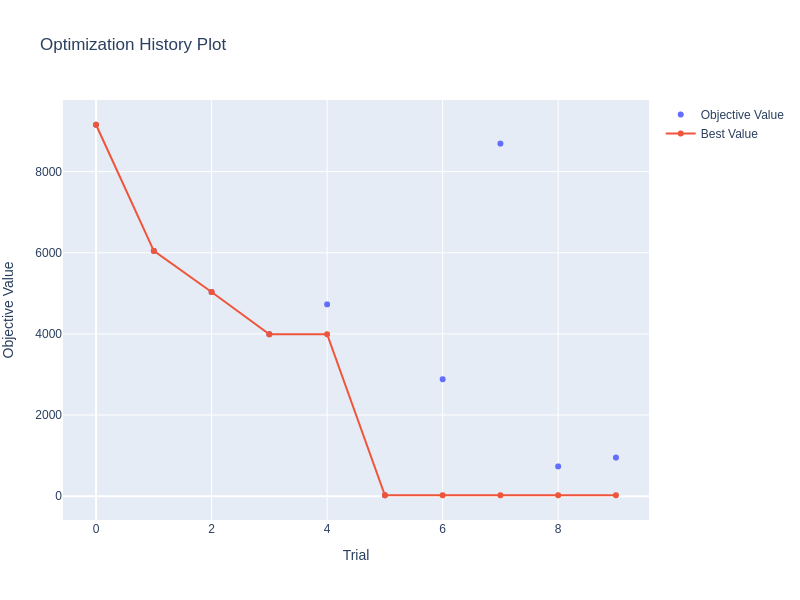 Optimization History Plot
Objective Value
Best Value
8000
6000
4000
2000
0
Objective Value
0
2
4
6
8
Trial